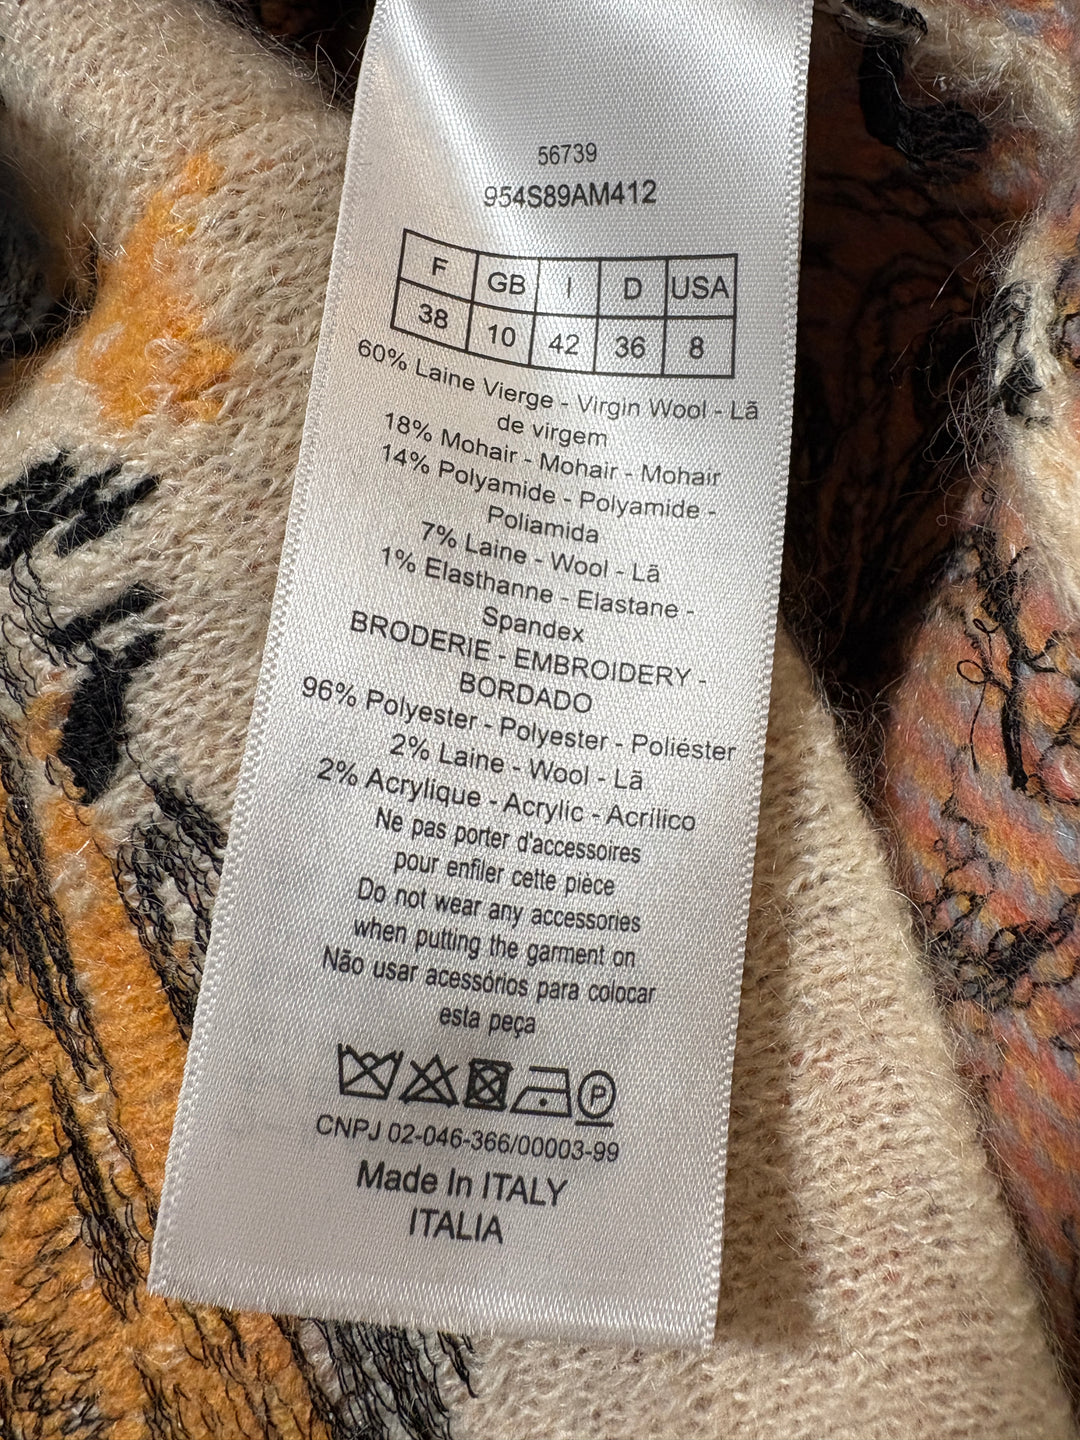 56739
954S89AM412
F GB I D USA
38 10 42 36 8
60% Laine Vierge - Virgin Wool - Lã
de virgem
18% Mohair - Mohair - Mohair
14% Polyamide - Polyamide -
Poliamida
7% Laine - Wool - Lã
1% Elasthanne - Elastane -
Spandex
BRODERIE - EMBROIDERY -
BORDADO
96% Polyester - Polyester - Poliéster
2% Laine - Wool - Lã
2% Acrylique - Acrylic - Acrilico
Ne pas porter d'accessoires
pour enfiler cette pièce
Do not wear any accessories
when putting the garment on
Não usar acessórios para colocar
esta peça
P
CNPJ 02-046-366/00003-99
Made In ITALY
ITALIA